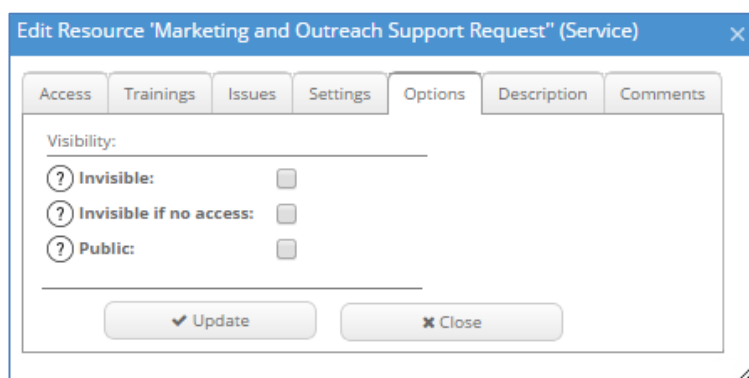 Edit Resource 'Marketing and Outreach Support Request" (Service) ×
Access Trainings Issues Settings Options Description Comments
Visibility:
? Invisible:
? Invisible if no access:
? Public:
✔ Update ✖ Close